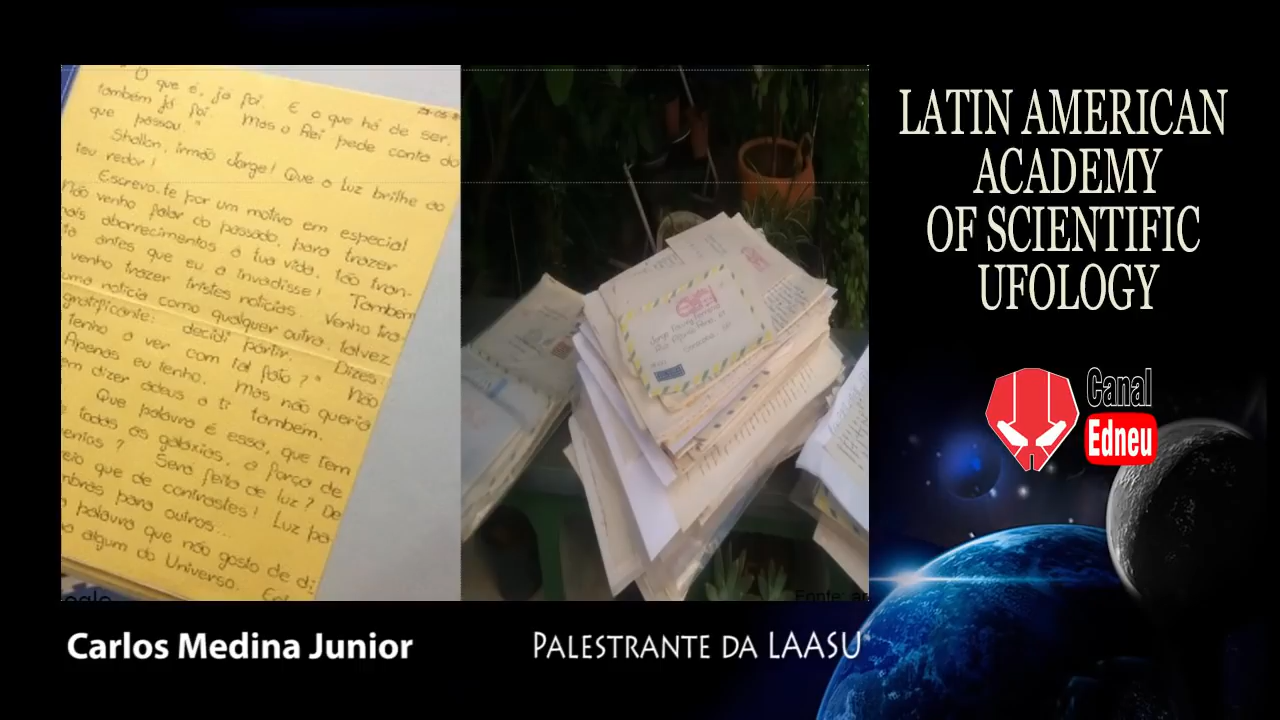 "O que é, já foi. E o que há de ser,
também já foi. Mas o Rei pede conta do
que passou."
Shallon, irmão Jorge! Que a Luz brilhe ao
teu redor!
Escrevo-te por um motivo em especial
Não venho falar do passado, para trazer
mais aborrecimentos à tua vida, tão tran-
antes que eu a invadisse! Também
venho trazer tristes notícias. Venho tra-
uma notícia como qualquer outra, talvez
gratificante: decidi partir. Dizes:
tenho a ver com tal fato?" Não
Apenas eu tenho. Mas não queria
dizer adeus a ti também.
Que palavra é essa, que tem
todas as galáxias, a força de
? Será feita de luz? De
que de contrastes! Luz pa-
para outros...
palavra que não gosto de di-
algum do Universo.
LATIN AMERICAN
ACADEMY
OF SCIENTIFIC
UFOLOGY
Canal
Edneu
Fonte:
Carlos Medina Junior
PALESTRANTE DA LAASU